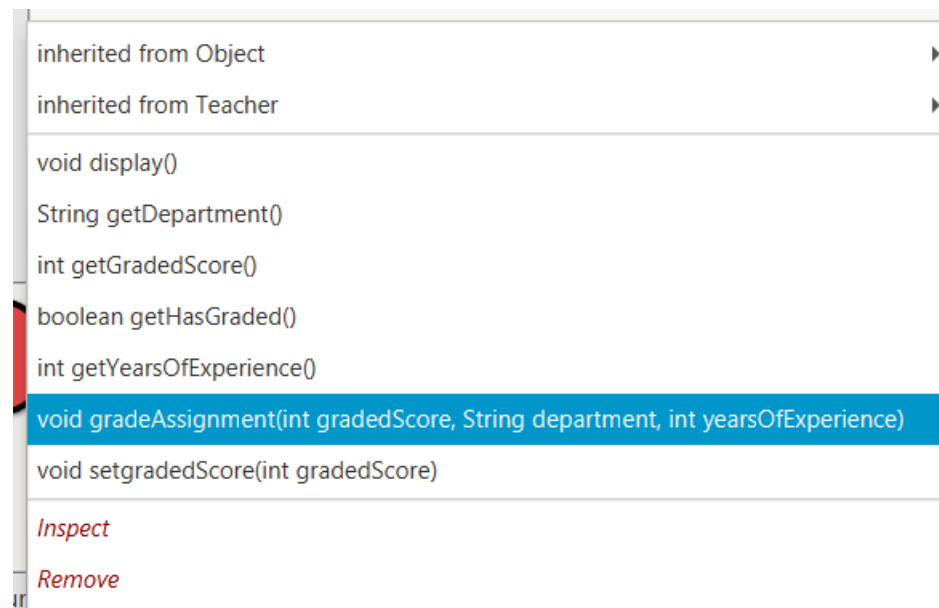 inherited from Object
inherited from Teacher
void display()
String getDepartment()
int getGradedScore()
boolean getHasGraded()
int getYearsOfExperience()
void gradeAssignment(int gradedScore, String department, int yearsOfExperience)
void setgradedScore(int gradedScore)
Inspect
Remove